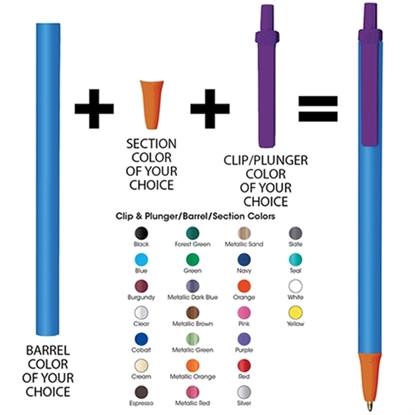 SECTION
COLOR
OF YOUR
CHOICE
CLIP/PLUNGER
COLOR
OF YOUR
CHOICE
Clip & Plunger/Barrel/Section Colors
Black Forest Green Metallic Sand Slate
Blue Green Navy Teal
Burgundy Metallic Dark Blue Orange White
Clear Metallic Brown Pink Yellow
Cobalt Metallic Green Purple
Cream Metallic Orange Red
Espresso Metallic Red Silver
BARREL
COLOR
OF YOUR
CHOICE